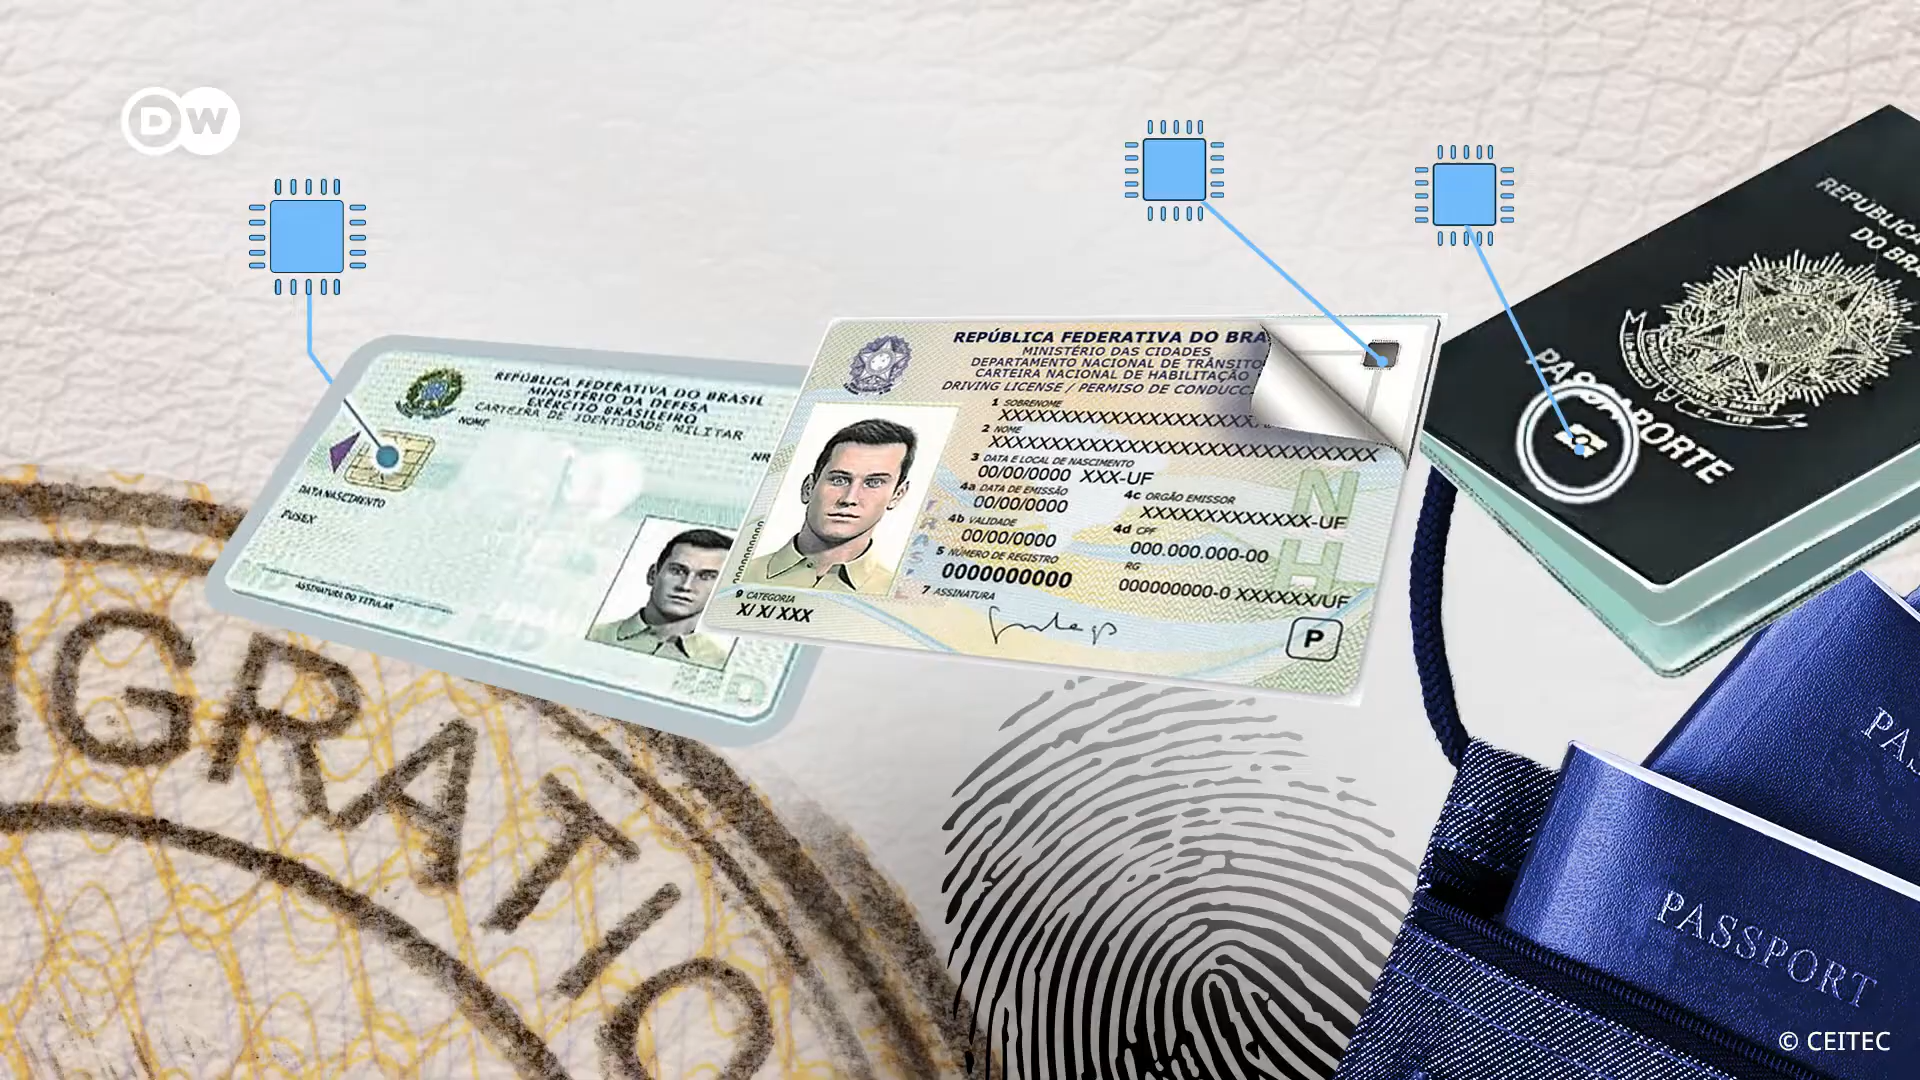 DW
REPÚBLICA FEDERATIVA DO BRASIL
MINISTÉRIO DA DEFESA
EXÉRCITO BRASILEIRO
CARTEIRA DE IDENTIDADE MILITAR
NOME
NR
DATA NASCIMENTO
P/SEX
ASSINATURA DO TITULAR
REPÚBLICA FEDERATIVA DO BRA
MINISTÉRIO DAS CIDADES
DEPARTAMENTO NACIONAL DE TRÂNSITO
CARTEIRA NACIONAL DE HABILITAÇÃO
DRIVING LICENSE / PERMISO DE CONDUCC
1 SOBRENOME
XXXXXXXXXXXXXXXXXXXX
2 NOME
XXXXXXXXXXXXXXXXXXXXXXXXXXXXX
3 DATA E LOCAL DE NASCIMENTO
00/00/0000 XXX-UF
4a DATA DE EMISSÃO
00/00/0000
4c ORGÃO EMISSOR
XXXXXXXXXXXXXX-UF
4b VALIDADE
00/00/0000
4d CPF
000.000.000-00
5 NÚMERO DE REGISTRO
0000000000
RG
000000000-0 XXXXXX/UF
7 ASSINATURA
9 CATEGORIA
X/ X/ XXX
P
N
H
REPÚBLICA
DO BRA
PASSAPORTE
IGRATIO
PAS
PASSPORT
© CEITEC